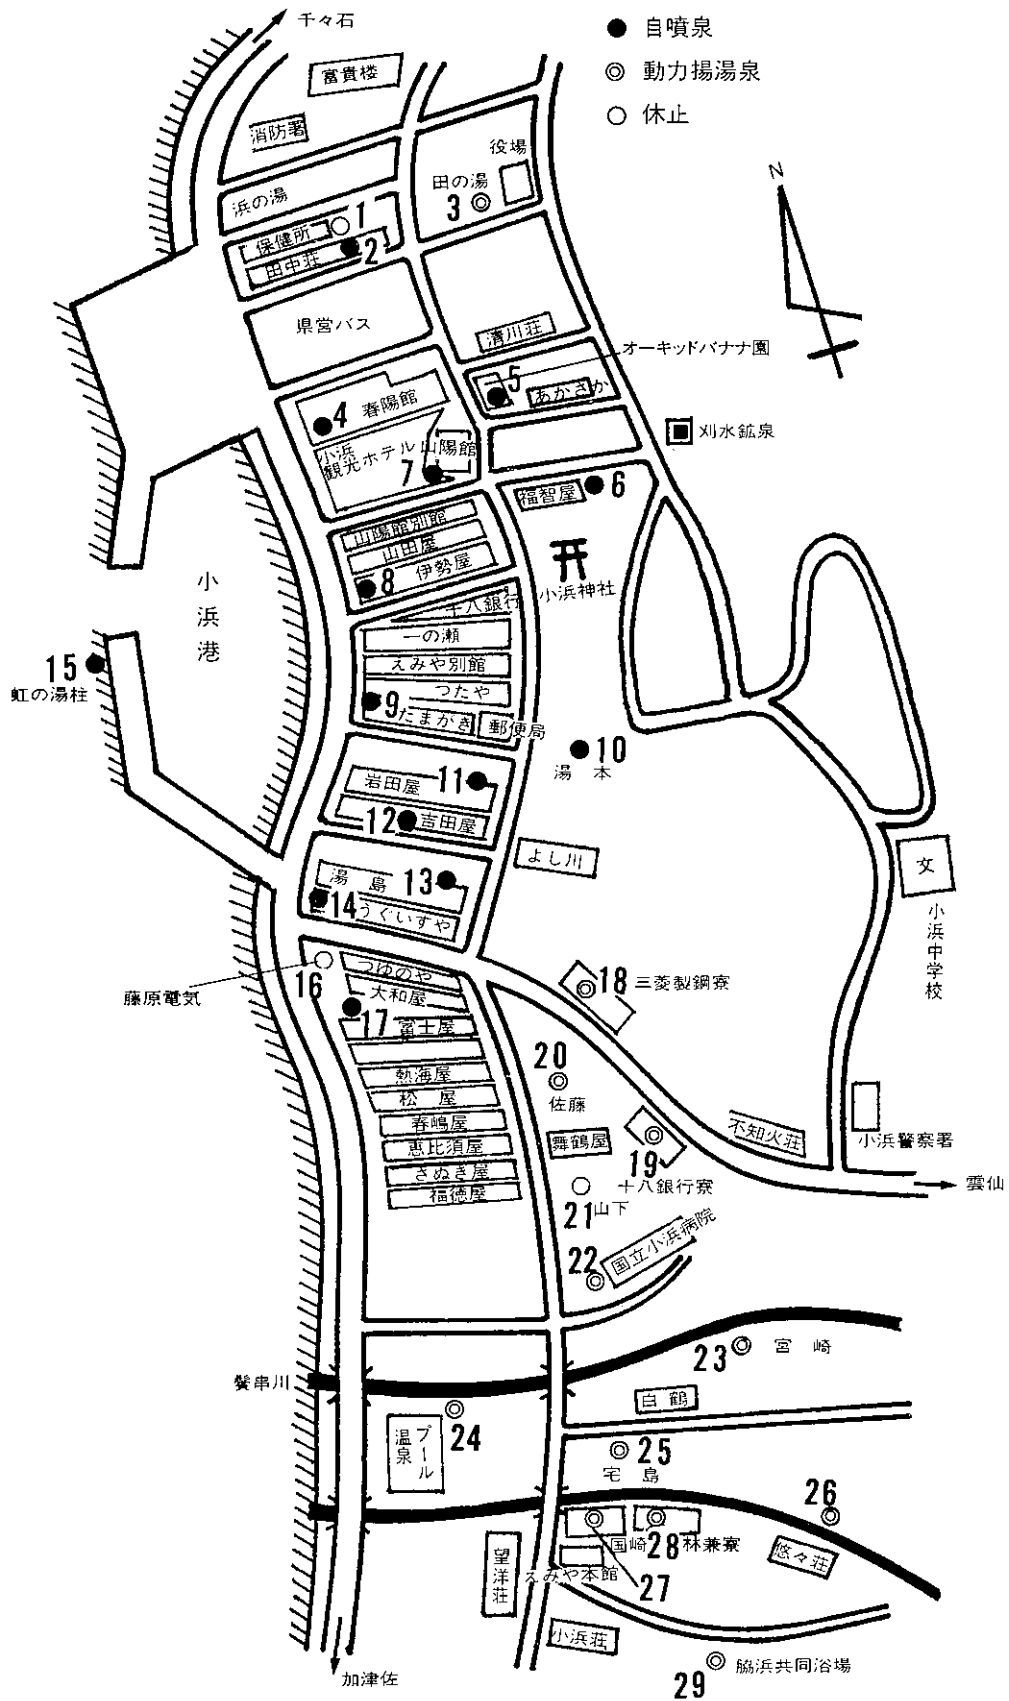 千々石
自噴泉
動力揚湯泉
休止
富貴楼
消防署
役場
田の湯
3
N
浜の湯
1
保健所
2
田中荘
県営バス
清川荘
オーキッドバナナ園
5
あかさか
4
春陽館
刈水鉱泉
小浜
観光ホテル
山陽館
7
福智屋
6
山陽館別館
山田屋
伊勢屋
8
小浜神社
十八銀行
小浜港
一の瀬
えみや別館
15
虹の湯柱
つたや
9
たまがき
郵便局
10
湯本
岩田屋
11
12
吉田屋
よし川
文
小浜中学校
湯島
13
14
うぐいすや
つゆのや
16
藤原電気
大和屋
17
富士屋
18
三菱製鋼寮
熱海屋
20
佐藤
松屋
春嶋屋
恵比須屋
舞鶴屋
19
十八銀行寮
不知火荘
小浜警察署
さぬき屋
福徳屋
21
山下
雲仙
22
国立小浜病院
23
宮崎
鬢串川
白鶴
24
温泉
プール
25
宅島
26
国崎
28
林兼寮
悠々荘
望洋荘
えみや本館
27
小浜荘
加津佐
29
脇浜共同浴場